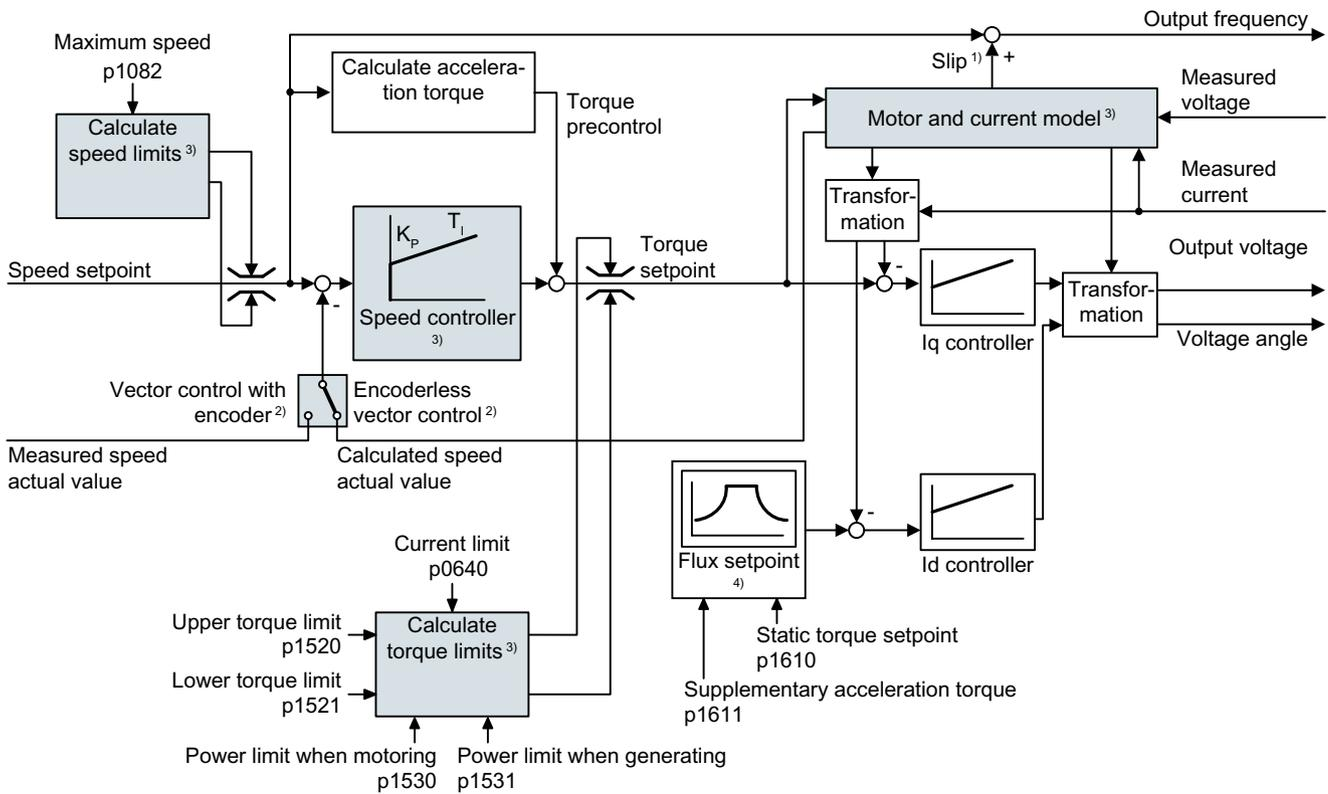 Output frequency
Maximum speed
p1082
Slip 1)
+
Calculate accelera-
tion torque
Measured
voltage
Torque
precontrol
Motor and current model 3)
Calculate
speed limits 3)
Measured
current
Transfor-
mation
KP
TI
Speed setpoint
Torque
setpoint
-
Output voltage
-
Speed controller
3)
Iq controller
Transfor-
mation
Voltage angle
Vector control with
encoder 2)
Encoderless
vector control 2)
Measured speed
actual value
Calculated speed
actual value
-
Flux setpoint
4)
Id controller
Current limit
p0640
Upper torque limit
p1520
Calculate
torque limits 3)
Static torque setpoint
p1610
Lower torque limit
p1521
Supplementary acceleration torque
p1611
Power limit when motoring
p1530
Power limit when generating
p1531